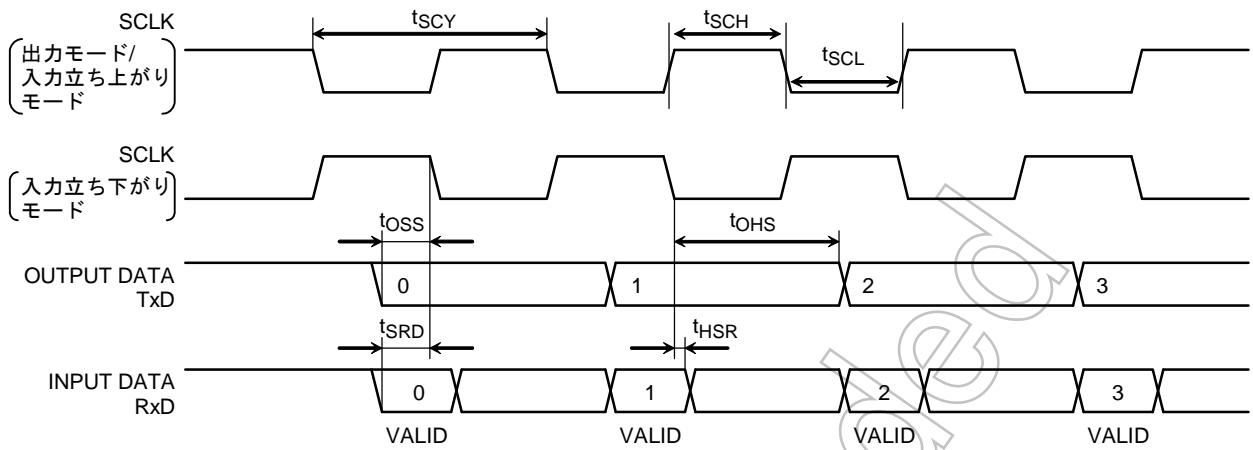 SCLK
出力モード/
入力立ち上がり
モード
tSCY
tSCH
tSCL
SCLK
入力立ち下がり
モード
tOSS
tOHS
OUTPUT DATA
TxD
0
1
2
3
tSRD
tHSR
INPUT DATA
RxD
0
1
2
3
VALID
VALID
VALID
VALID
ded